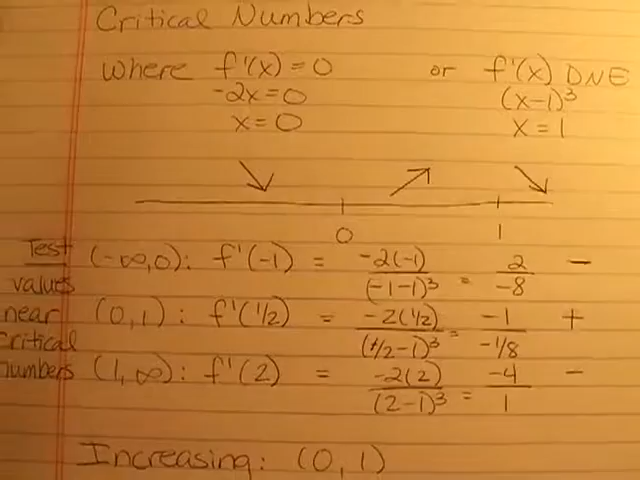 Critical Numbers
where f'(x) = 0 or f'(x) DNE
-2x = 0 (x-1)³
x = 0 x = 1
0 1
Test (-∞,0): f'(-1) = -2(-1)/(-1-1)³ = 2/-8 −
values
near (0,1): f'(1/2) = -2(1/2)/(1/2-1)³ = -1/-1/8 +
critical
numbers (1,∞): f'(2) = -2(2)/(2-1)³ = -4/1 −
Increasing: (0,1)